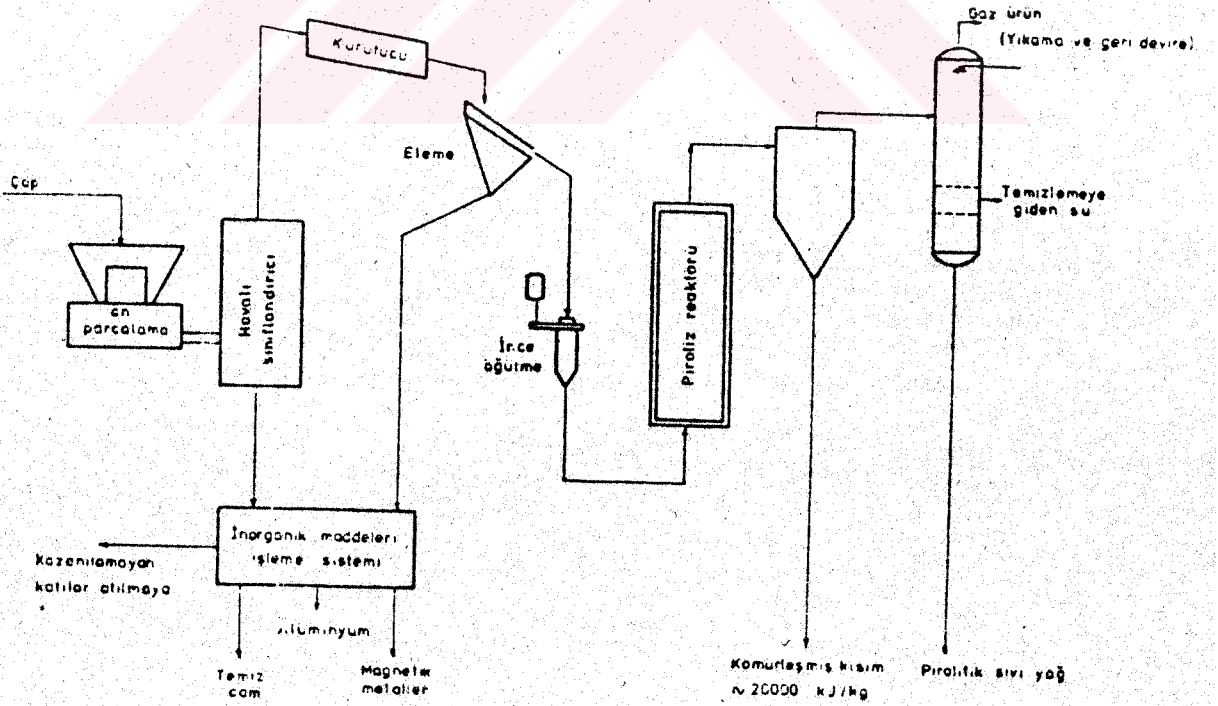 Gaz ürün
(Yıkama ve geri devire)
Kurutucu
Eleme
Çöp
Temizlemeye
giden su
Havalı
sınıflandırıcı
Piroliz reaktörü
ön
parçalama
İnce
öğütme
İnorganik maddeleri
işleme sistemi
Kazanılamayan
katılar atılmaya
Alüminyum
Temiz
cam
Magnetik
metaller
Kömürleşmiş kısım
~ 20000 kJ/kg
Pirolitik sıvı yağ